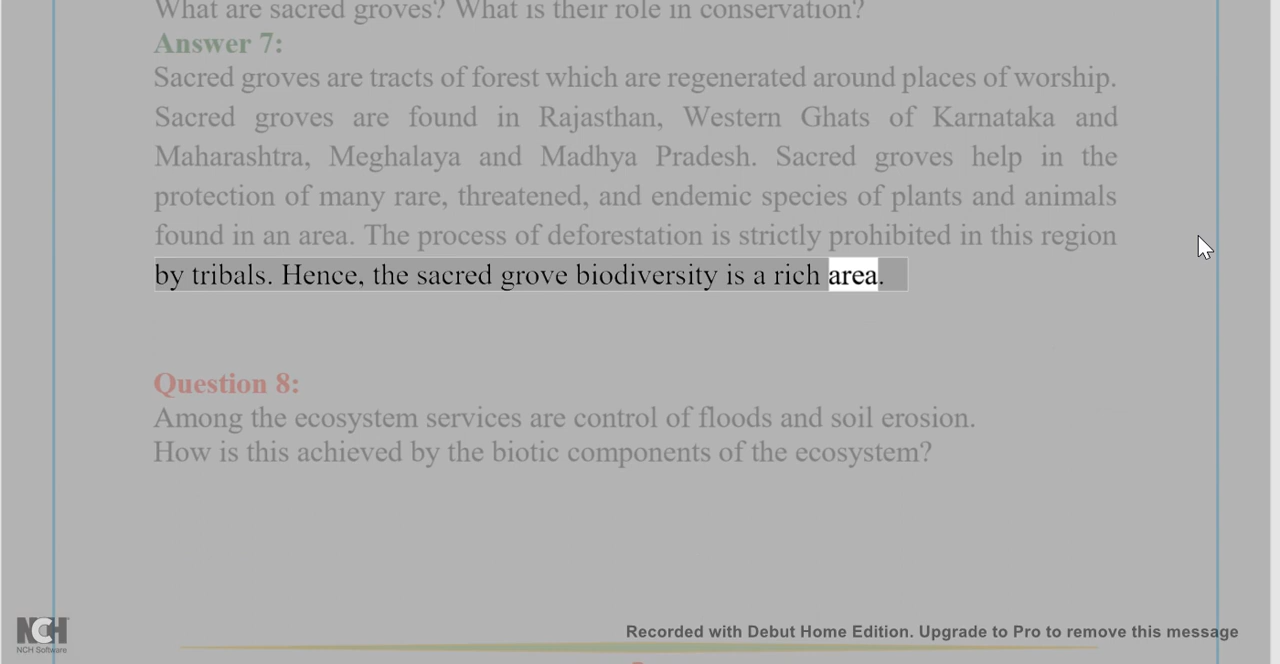 What are sacred groves? What is their role in conservation?
Answer 7:
Sacred groves are tracts of forest which are regenerated around places of worship.
Sacred groves are found in Rajasthan, Western Ghats of Karnataka and
Maharashtra, Meghalaya and Madhya Pradesh. Sacred groves help in the
protection of many rare, threatened, and endemic species of plants and animals
found in an area. The process of deforestation is strictly prohibited in this region
by tribals. Hence, the sacred grove biodiversity is a rich area.
Question 8:
Among the ecosystem services are control of floods and soil erosion.
How is this achieved by the biotic components of the ecosystem?
NCH
NCH Software
Recorded with Debut Home Edition. Upgrade to Pro to remove this message